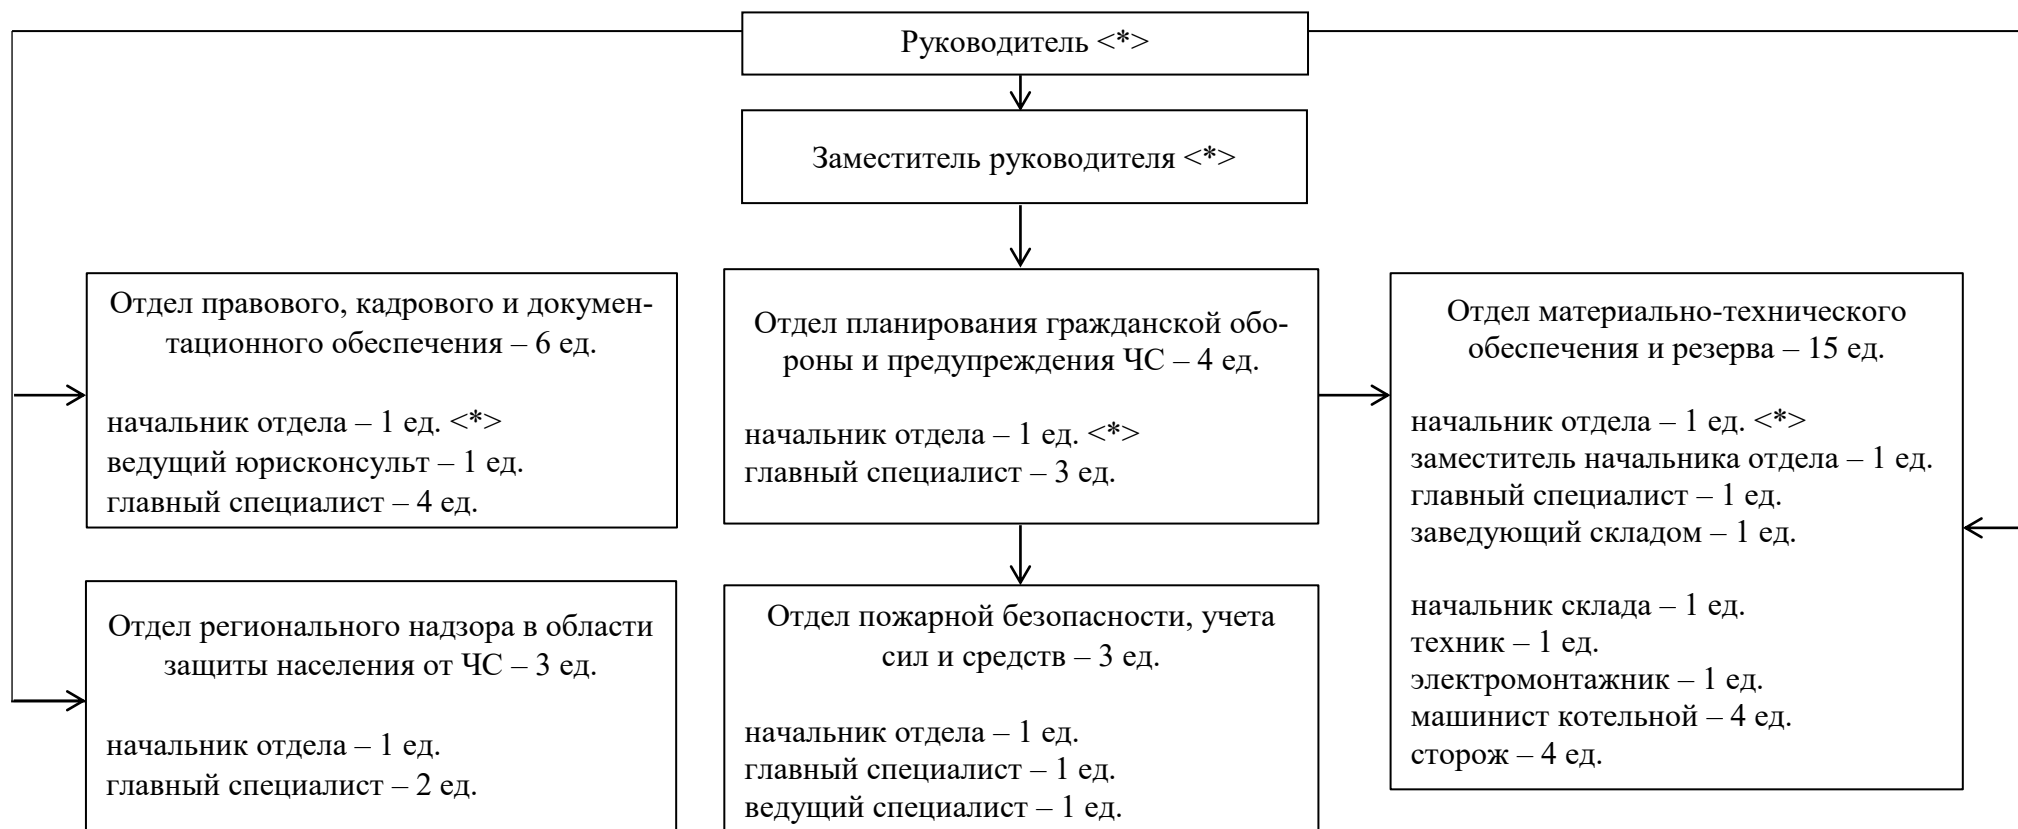 Руководитель <*>
Заместитель руководителя <*>
Отдел правового, кадрового и докумен-
тационного обеспечения – 6 ед.
начальник отдела – 1 ед. <*>
ведущий юрисконсульт – 1 ед.
главный специалист – 4 ед.
Отдел планирования гражданской обо-
роны и предупреждения ЧС – 4 ед.
начальник отдела – 1 ед. <*>
главный специалист – 3 ед.
Отдел материально-технического
обеспечения и резерва – 15 ед.
начальник отдела – 1 ед. <*>
заместитель начальника отдела – 1 ед.
главный специалист – 1 ед.
заведующий складом – 1 ед.
начальник склада – 1 ед.
техник – 1 ед.
электромонтажник – 1 ед.
машинист котельной – 4 ед.
сторож – 4 ед.
Отдел регионального надзора в области
защиты населения от ЧС – 3 ед.
начальник отдела – 1 ед.
главный специалист – 2 ед.
Отдел пожарной безопасности, учета
сил и средств – 3 ед.
начальник отдела – 1 ед.
главный специалист – 1 ед.
ведущий специалист – 1 ед.